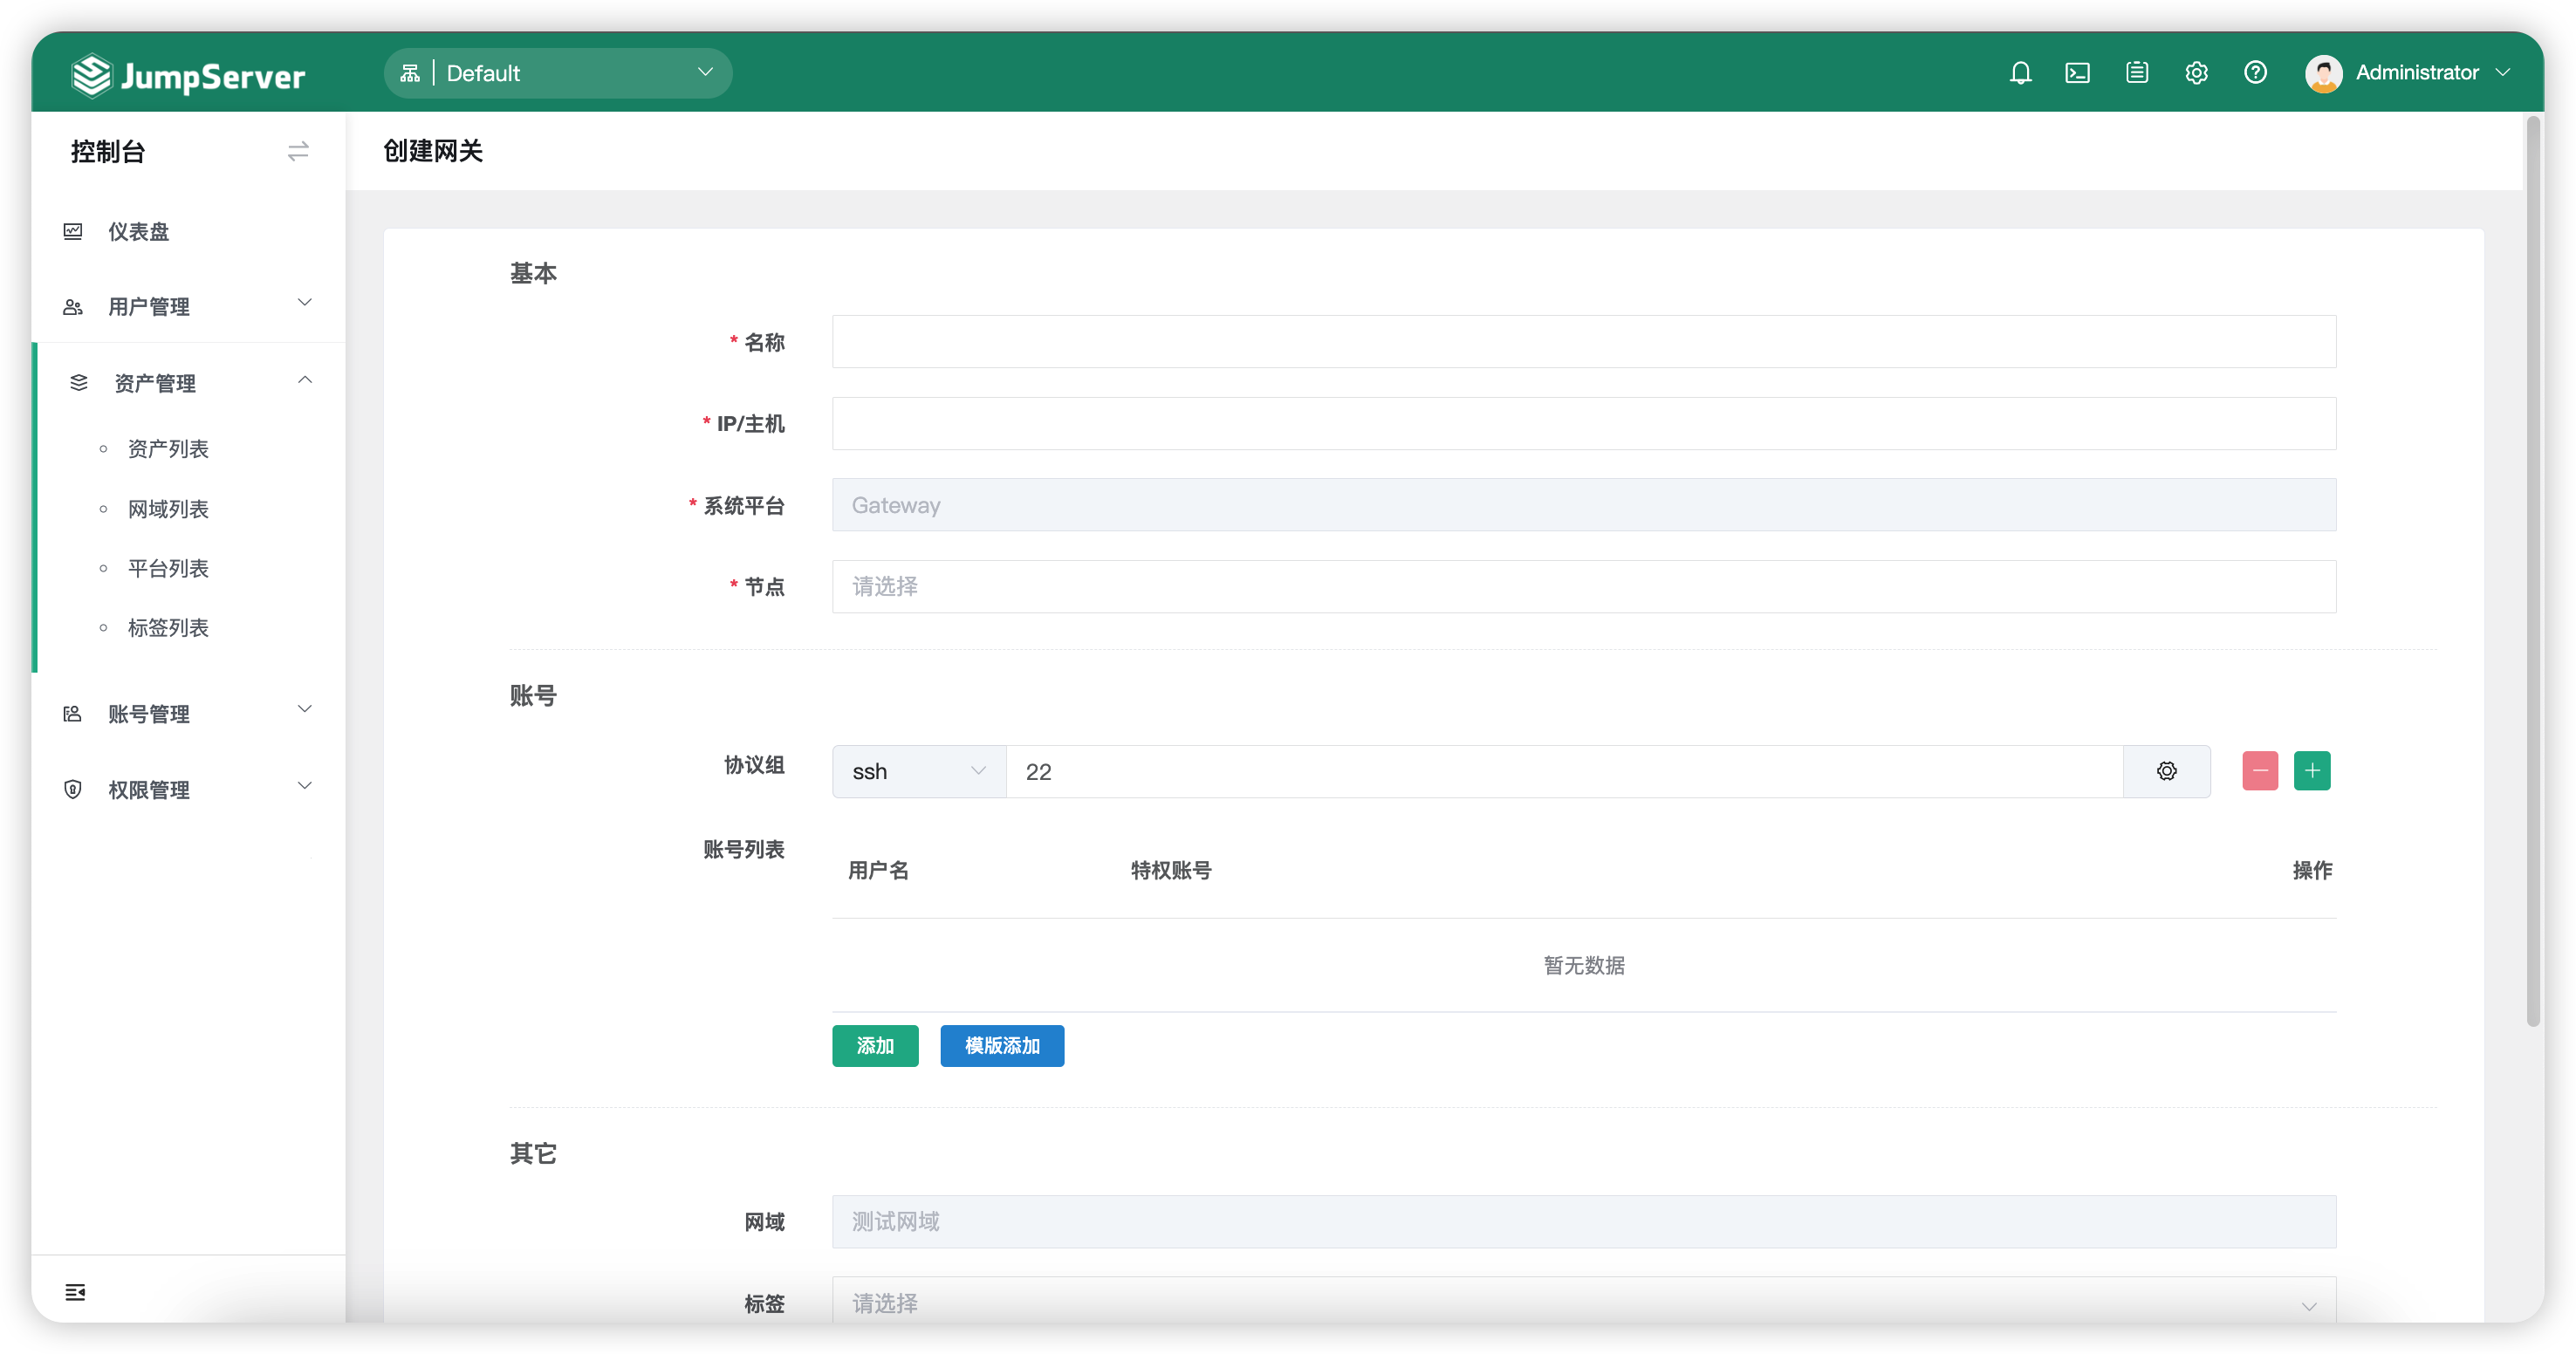 JumpServer
Default
Administrator
控制台
创建网关
仪表盘
用户管理
资产管理
资产列表
网域列表
平台列表
标签列表
账号管理
权限管理
基本
* 名称
* IP/主机
* 系统平台 Gateway
* 节点 请选择
账号
协议组 ssh 22
账号列表
用户名 特权账号 操作
暂无数据
添加 模版添加
其它
网域 测试网域
标签 请选择